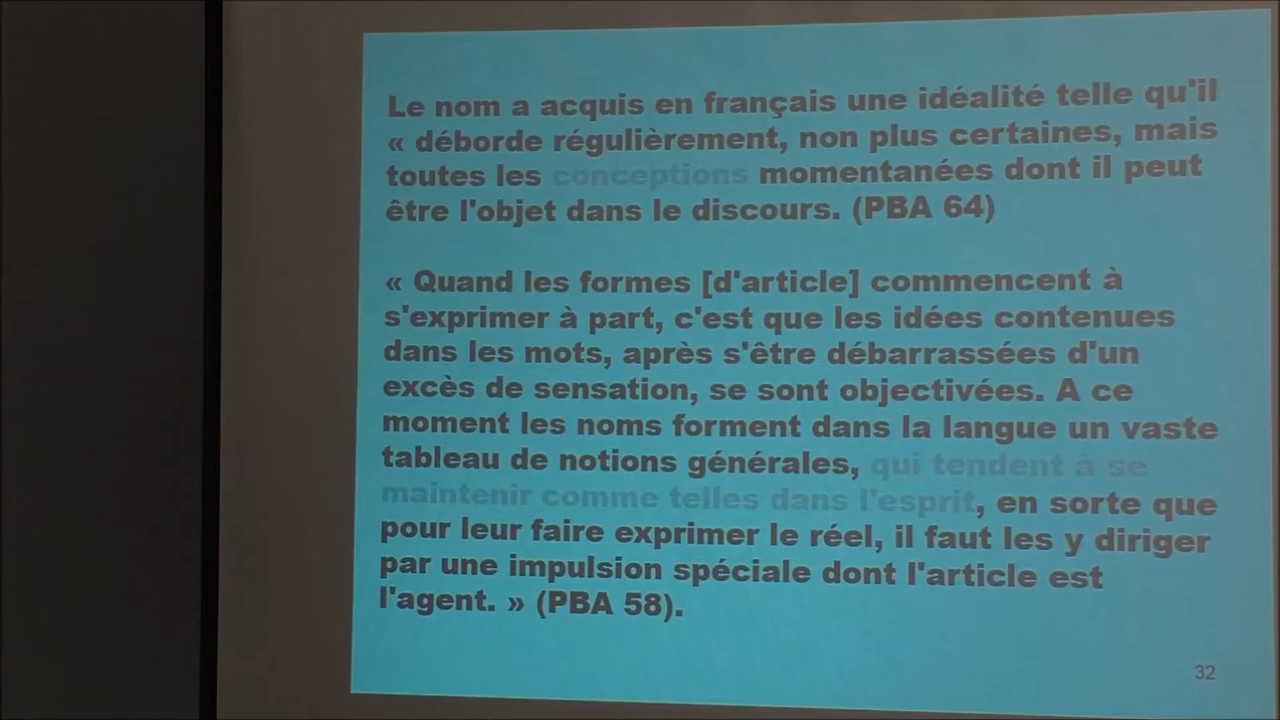 Le nom a acquis en français une idéalité telle qu'il
« déborde régulièrement, non plus certaines, mais
toutes les conceptions momentanées dont il peut
être l'objet dans le discours. (PBA 64)
« Quand les formes [d'article] commencent à
s'exprimer à part, c'est que les idées contenues
dans les mots, après s'être débarrassées d'un
excès de sensation, se sont objectivées. A ce
moment les noms forment dans la langue un vaste
tableau de notions générales, qui tendent à se
maintenir comme telles dans l'esprit, en sorte que
pour leur faire exprimer le réel, il faut les y diriger
par une impulsion spéciale dont l'article est
l'agent. » (PBA 58).
32